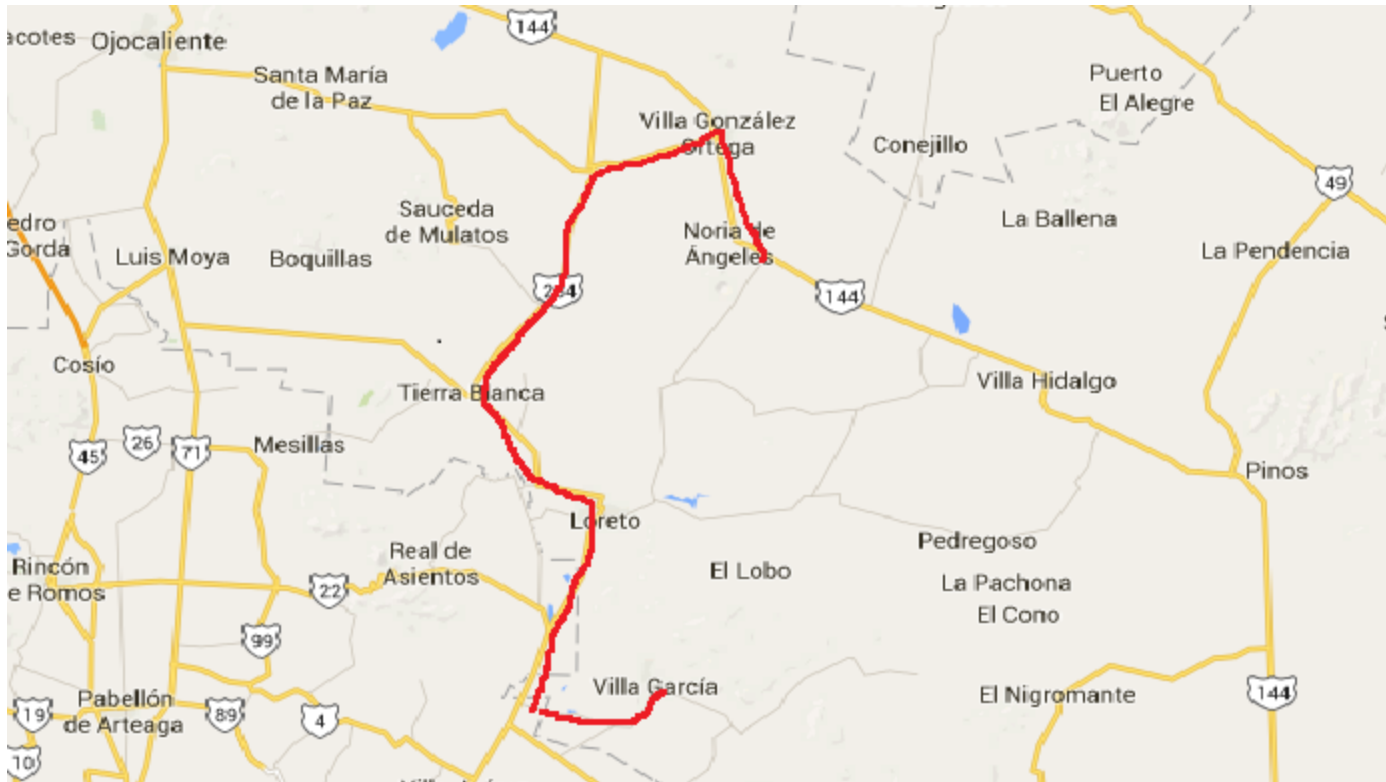 acotes
Ojocaliente
144
Santa María
de la Paz
Puerto
El Alegre
Villa González
Ortega
Conejillo
49
edro
Gorda
Sauceda
de Mulatos
La Ballena
Luis Moya
Boquillas
Noria de
Ángeles
La Pendencia
144
Cosío
Tierra Blanca
Villa Hidalgo
45
26
71
Mesillas
Pinos
Loreto
Real de
Asientos
Pedregoso
Rincón
e Romos
22
El Lobo
La Pachona
El Cono
99
Villa García
El Nigromante
144
Pabellón
de Arteaga
19
89
4
10